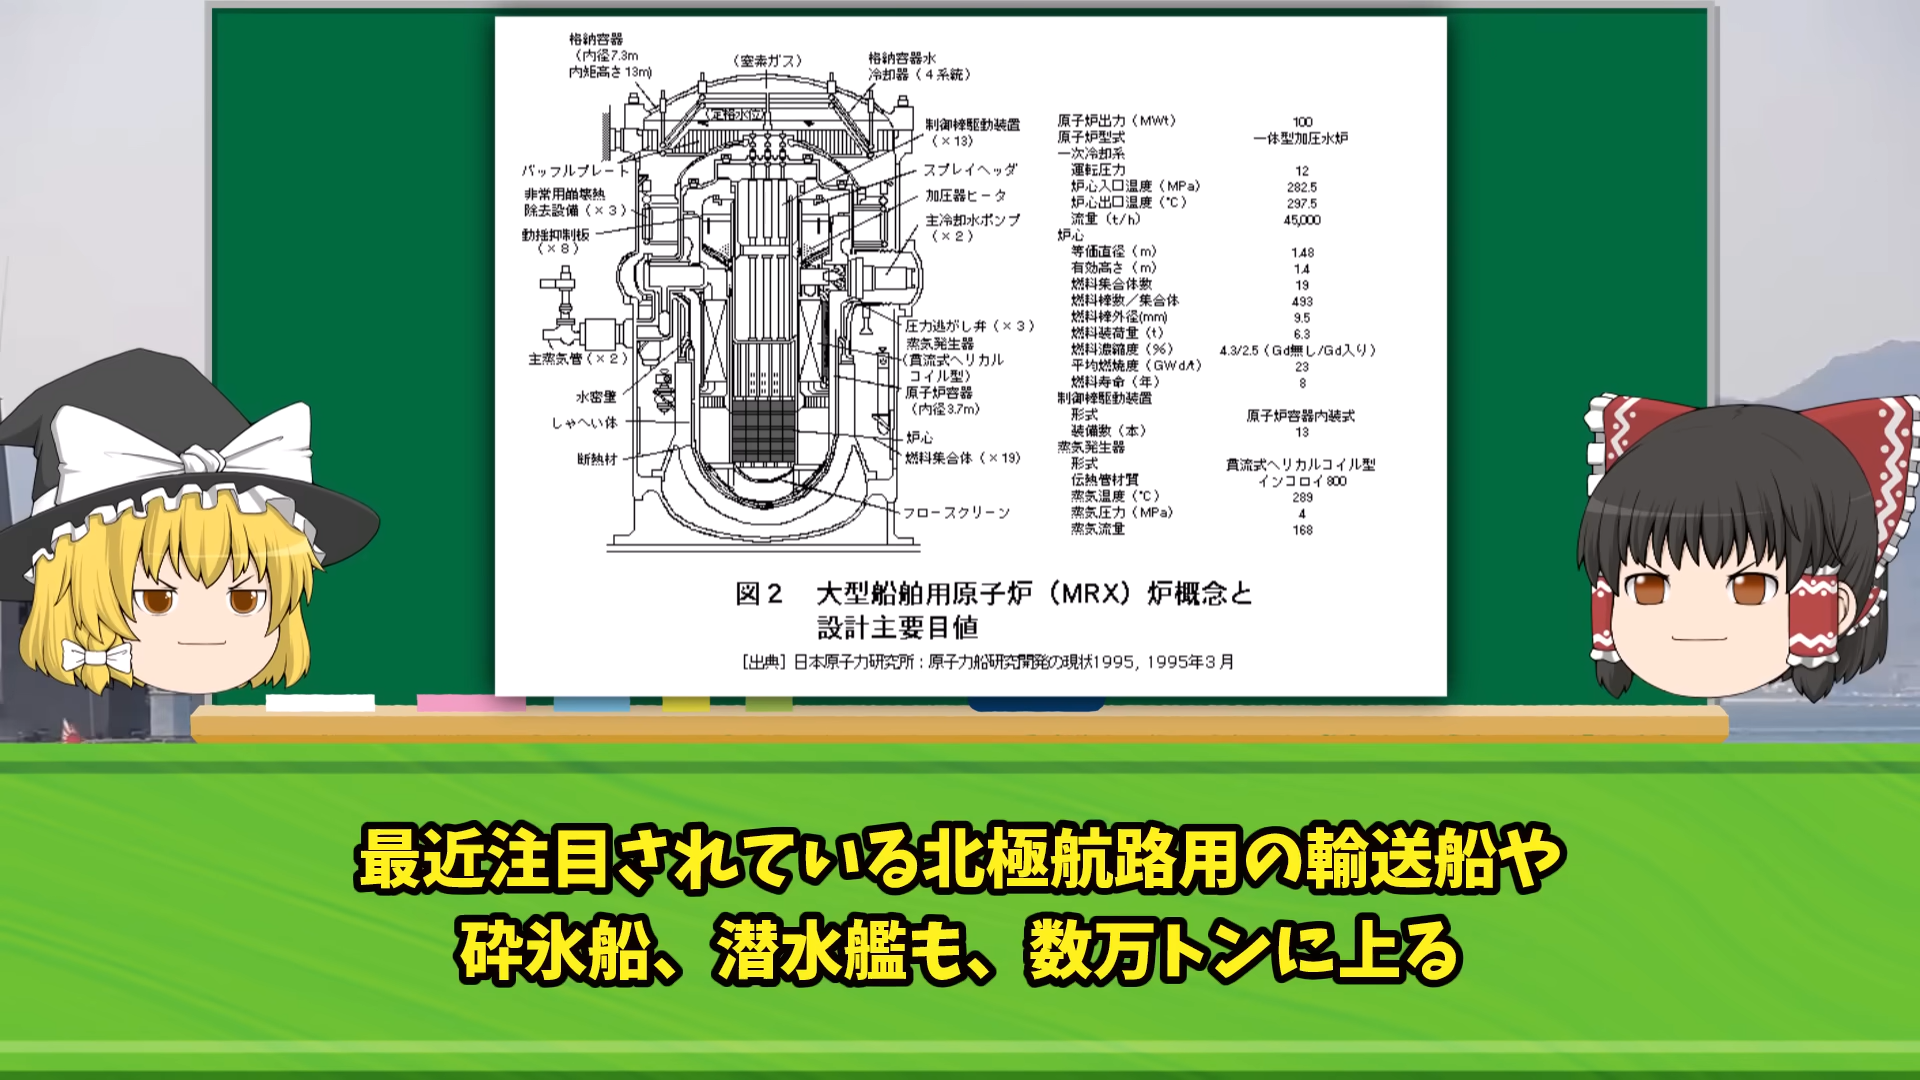 格納容器
（内径7.3m
内矩高さ13m)
（窒素ガス）
格納容器水
冷却器（４系統）
定格水位
制御棒駆動装置
（×13）
バッフルプレート
スプレイヘッダ
非常用崩壊熱
除去設備（×３）
加圧器ヒータ
主冷却水ポンプ
（×２）
動揺抑制板
（×８）
圧力逃がし弁（×３）
主蒸気管（×２）
蒸気発生器
（貫流式ヘリカル
コイル型）
水密壁
原子炉容器
（内径3.7m）
しゃへい体
炉心
断熱材
燃料集合体（×19）
フロースクリーン
原子炉出力（MWt） 100
原子炉型式 一体型加圧水炉
一次冷却系
運転圧力 12
炉心入口温度（MPa） 282.5
炉心出口温度（℃） 297.5
流量（t/h） 45,000
炉心
等価直径（m） 1.48
有効高さ（m） 1.4
燃料集合体数 19
燃料棒数／集合体 493
燃料棒外径(mm) 9.5
燃料装荷量（t） 6.3
燃料濃縮度（％） 4.3/2.5（Gd無し/Gd入り）
平均燃焼度（GWd/t） 23
燃料寿命（年） 8
制御棒駆動装置
形式 原子炉容器内装式
装備数（本） 13
蒸気発生器
形式 貫流式ヘリカルコイル型
伝熱管材質 インコロイ800
蒸気温度（℃） 289
蒸気圧力（MPa） 4
蒸気流量 168
図２ 大型船舶用原子炉（MRX）炉概念と
設計主要目値
［出典］日本原子力研究所：原子力船研究開発の現状1995, 1995年3月
最近注目されている北極航路用の輸送船や
砕氷船、潜水艦も、数万トンに上る